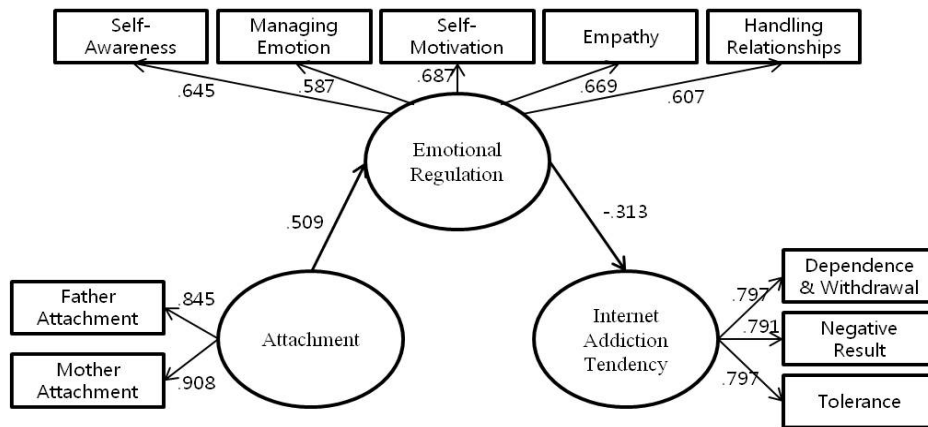 Self-
Awareness
Managing
Emotion
Self-
Motivation
Empathy
Handling
Relationships
.645
.587
.687
.669
.607
Emotional
Regulation
.509
-.313
Father
Attachment
.845
Mother
Attachment
.908
Attachment
Internet
Addiction
Tendency
.797
Dependence
& Withdrawal
.791
Negative
Result
.797
Tolerance